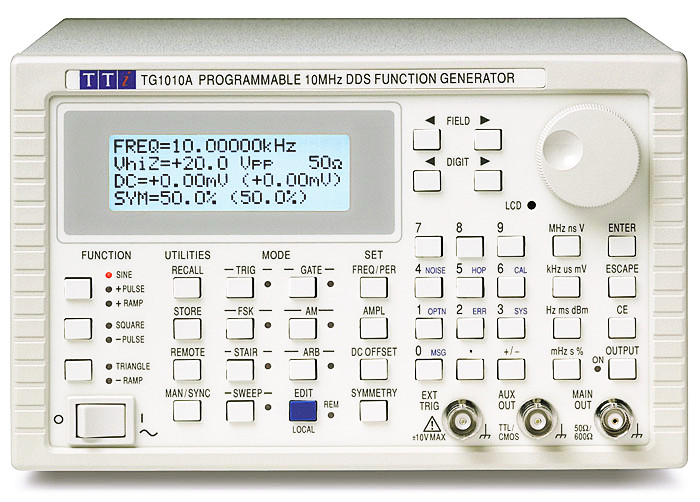 TTi TG1010A PROGRAMMABLE 10MHz DDS FUNCTION GENERATOR
FREQ=10.00000kHz
VhiZ=+20.0 Vpp 50Ω
DC=+0.00mV (+0.00mV)
SYM=50.0% (50.0%)
◄ FIELD ►
◄ DIGIT ►
LCD
FUNCTION UTILITIES MODE SET
SINE
+PULSE
+RAMP
SQUARE
−PULSE
TRIANGLE
−RAMP
RECALL
STORE
REMOTE
MAN/SYNC
TRIG GATE
FSK AM
STAIR ARB
SWEEP EDIT
LOCAL
REM
FREQ/PER
AMPL
DC OFFSET
SYMMETRY
7 8 9 MHz ns V ENTER
4 NOISE 5 HOP 6 CAL kHz us mV ESCAPE
1 OPTN 2 ERR 3 SYS Hz ms dBm CE
0 MSG . +/− mHz s % OUTPUT
ON
EXT TRIG
±10V MAX
AUX OUT
TTL/CMOS
MAIN OUT
50Ω/600Ω
O I